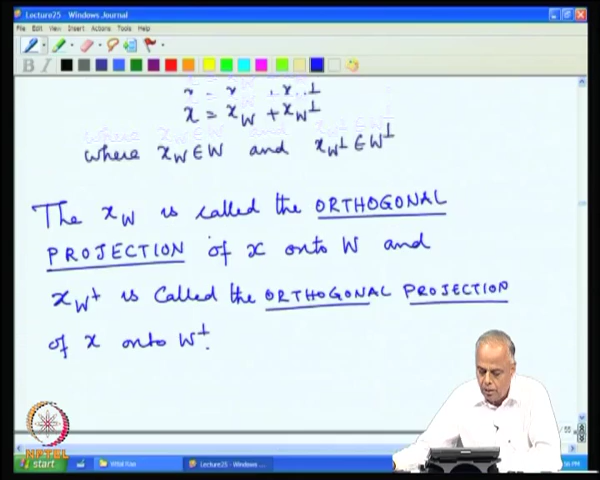 Lecture25 - Windows Journal
File Edit View Insert Actions Tools Help
x = x_W + x_W⊥
where x_W ∈ W and x_W⊥ ∈ W⊥
The x_W is called the ORTHOGONAL
PROJECTION of x onto W and
x_W⊥ is called the ORTHOGONAL PROJECTION
of x onto W⊥.
NPTEL
start
Lecture25 - Windows ...